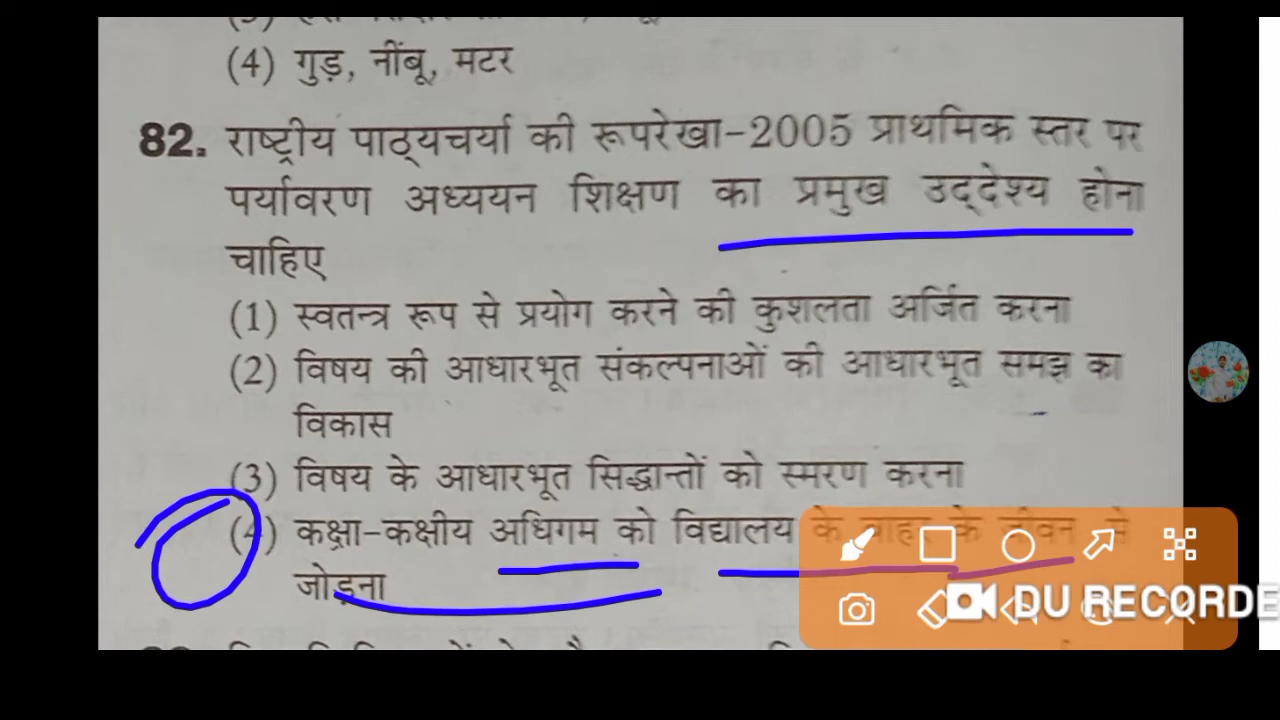 (4) गुड़, नींबू, मटर
82. राष्ट्रीय पाठ्यचर्या की रूपरेखा-2005 प्राथमिक स्तर पर
पर्यावरण अध्ययन शिक्षण का प्रमुख उद्देश्य होना
चाहिए
(1) स्वतन्त्र रूप से प्रयोग करने की कुशलता अर्जित करना
(2) विषय की आधारभूत संकल्पनाओं की आधारभूत समझ का
विकास
(3) विषय के आधारभूत सिद्धान्तों को स्मरण करना
(4) कक्षा-कक्षीय अधिगम को विद्यालय के बाहर के जीवन से
जोड़ना
DU RECORDE